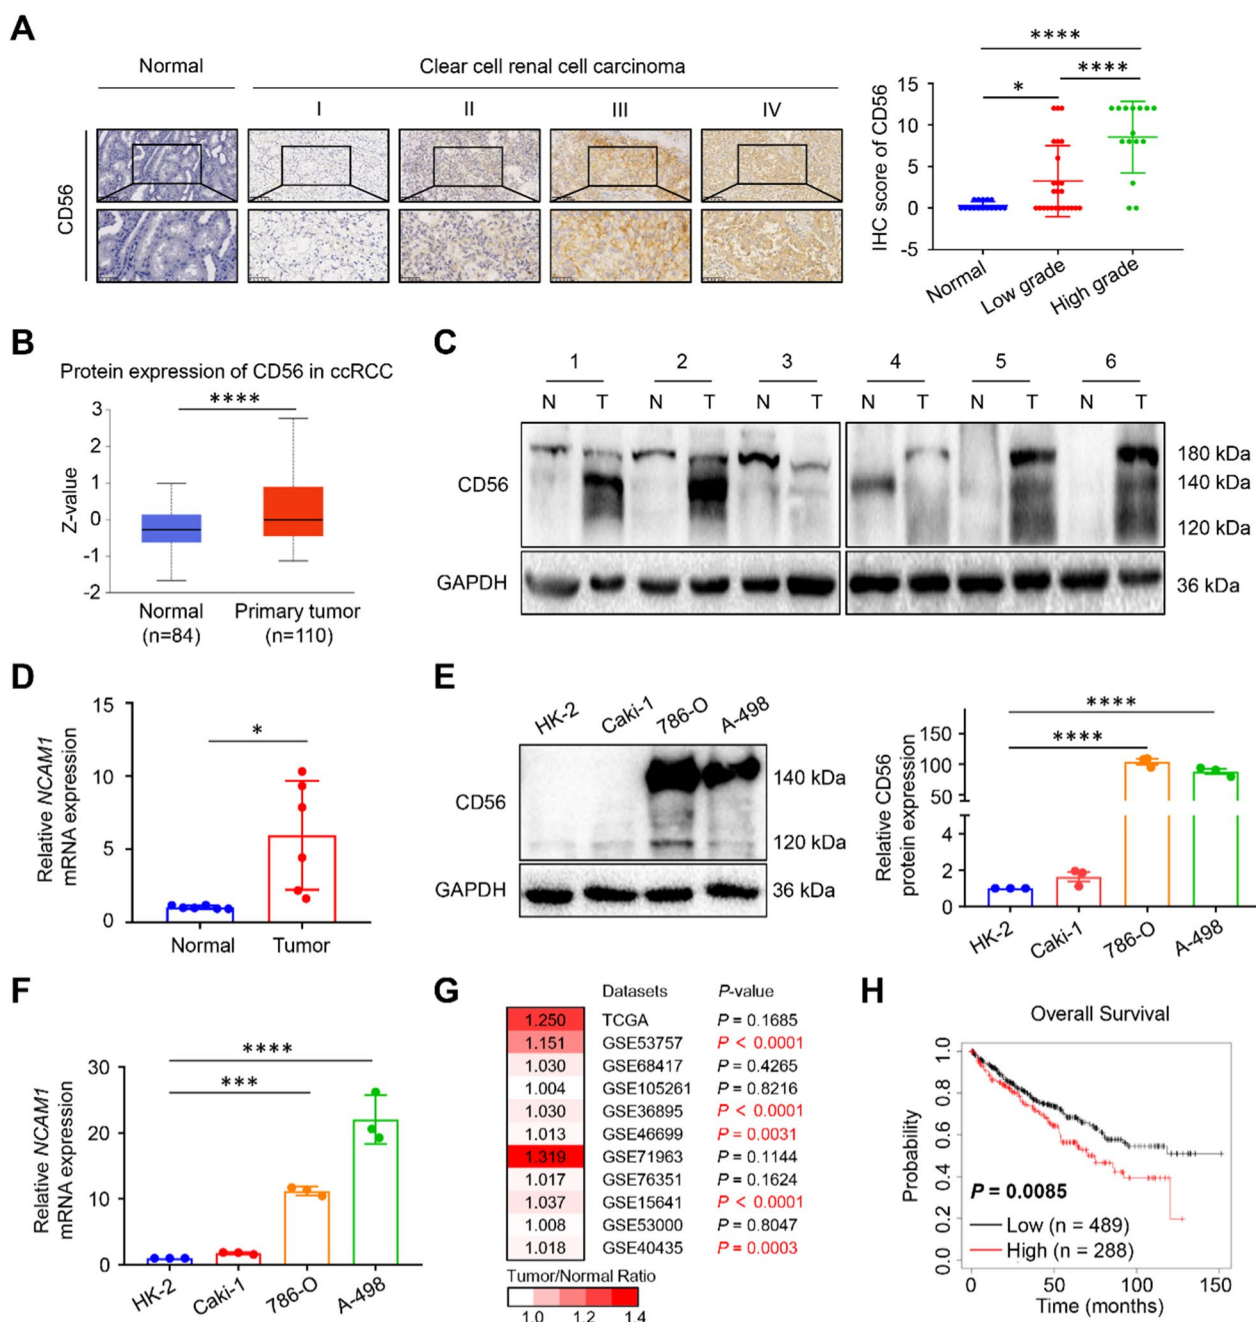 A
Normal
Clear cell renal cell carcinoma
I II III IV
CD56
****
* ****
IHC score of CD56
15
10
5
0
-5
Normal
Low grade
High grade
B
Protein expression of CD56 in ccRCC
****
Z-value
3
2
1
0
-1
-2
Normal
(n=84)
Primary tumor
(n=110)
C
1 2 3 4 5 6
N T N T N T N T N T N T
CD56
180 kDa
140 kDa
120 kDa
GAPDH
36 kDa
D
Relative NCAM1
mRNA expression
15
10
5
0
*
Normal Tumor
E
HK-2 Caki-1 786-O A-498
CD56
140 kDa
120 kDa
GAPDH
36 kDa
Relative CD56
protein expression
150
100
50
4
2
0
****
****
HK-2 Caki-1 786-O A-498
F
Relative NCAM1
mRNA expression
30
20
10
0
****
***
HK-2 Caki-1 786-O A-498
G
Datasets P-value
1.250 TCGA P = 0.1685
1.151 GSE53757 P < 0.0001
1.030 GSE68417 P = 0.4265
1.004 GSE105261 P = 0.8216
1.030 GSE36895 P < 0.0001
1.013 GSE46699 P = 0.0031
1.319 GSE71963 P = 0.1144
1.017 GSE76351 P = 0.1624
1.037 GSE15641 P < 0.0001
1.008 GSE53000 P = 0.8047
1.018 GSE40435 P = 0.0003
Tumor/Normal Ratio
1.0 1.2 1.4
H
Overall Survival
Probability
1.0
0.8
0.6
0.4
0.2
0.0
P = 0.0085
Low (n = 489)
High (n = 288)
0 50 100 150
Time (months)